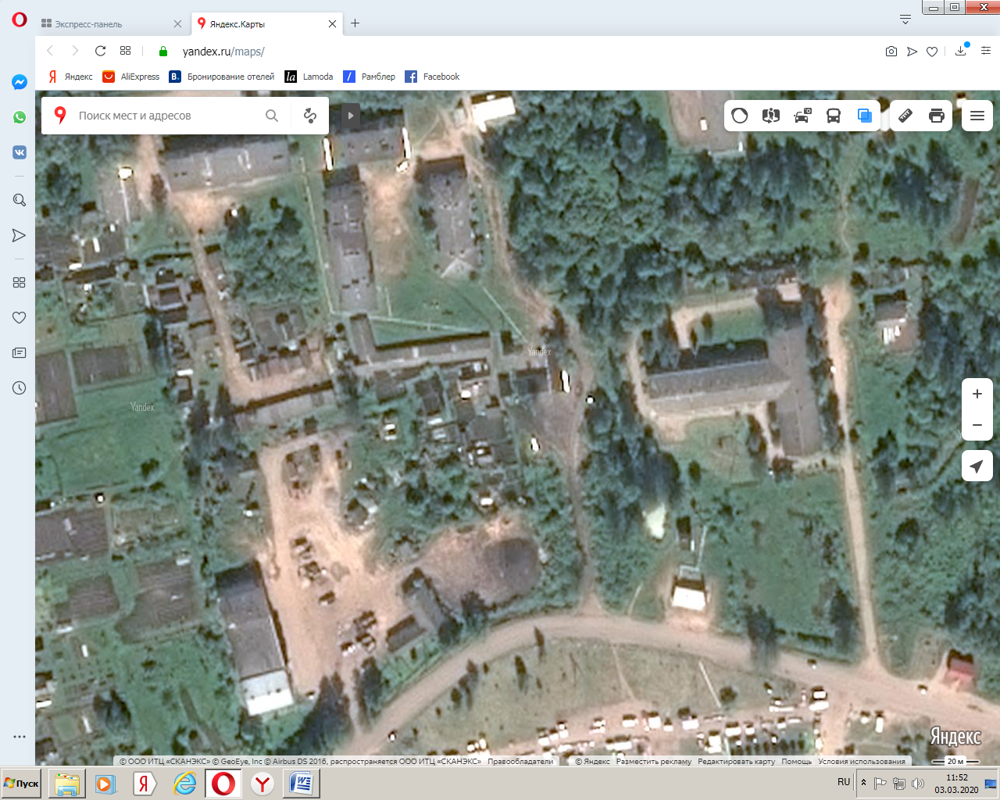 Экспресс-панель
Яндекс.Карты
yandex.ru/maps/
Яндекс
AliExpress
B. Бронирование отелей
la Lamoda
Рамблер
Facebook
Поиск мест и адресов
Yandex
Yandex
Яндекс
© ООО ИТЦ «СКАНЭКС» © GeoEye, Inc © Airbus DS 2016, распространяется ООО ИТЦ «СКАНЭКС» Правообладатели
© Яндекс Разместить рекламу Редактировать карту Помощь Условия использования
20 м
Пуск
RU
11:52
03.03.2020